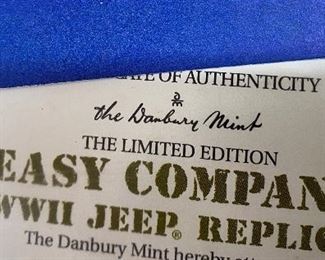 OF AUTHENTICITY
the Danbury Mint
THE LIMITED EDITION
EASY COMPAN
WWII JEEP® REPLIC
The Danbury Mint hereby